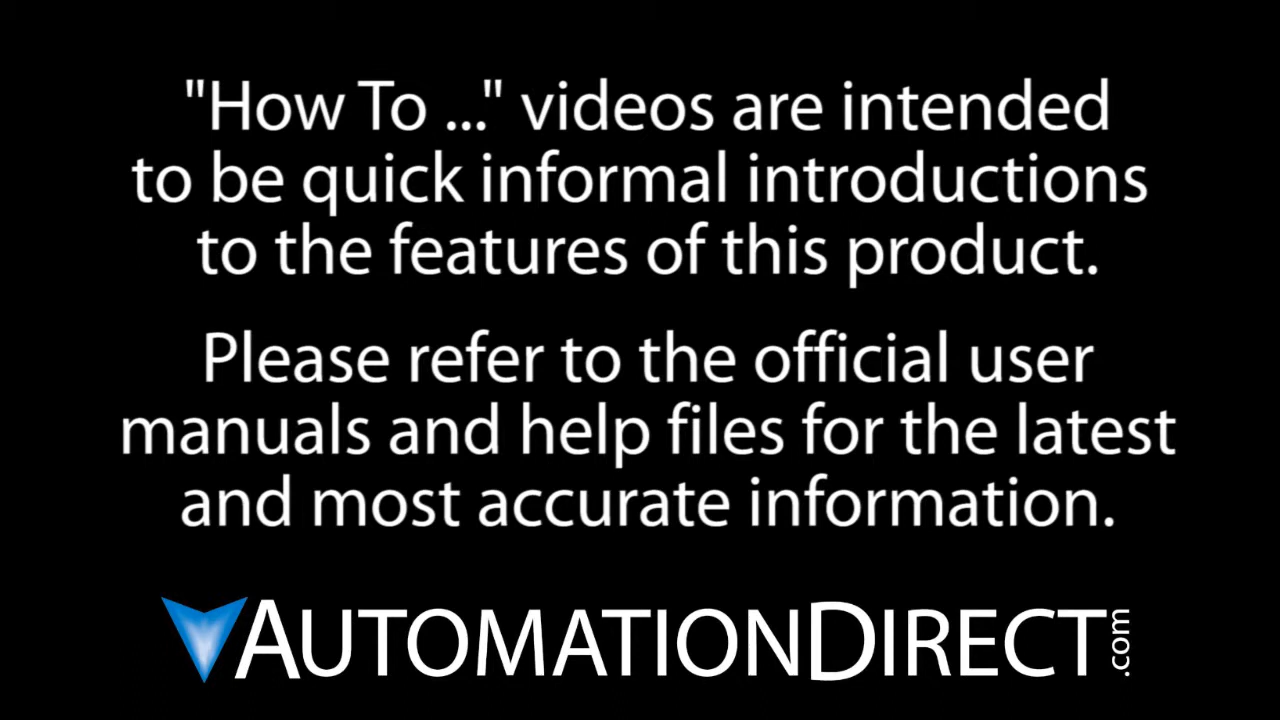 "How To ..." videos are intended
to be quick informal introductions
to the features of this product.
Please refer to the official user
manuals and help files for the latest
and most accurate information.
AUTOMATIONDIRECT.com